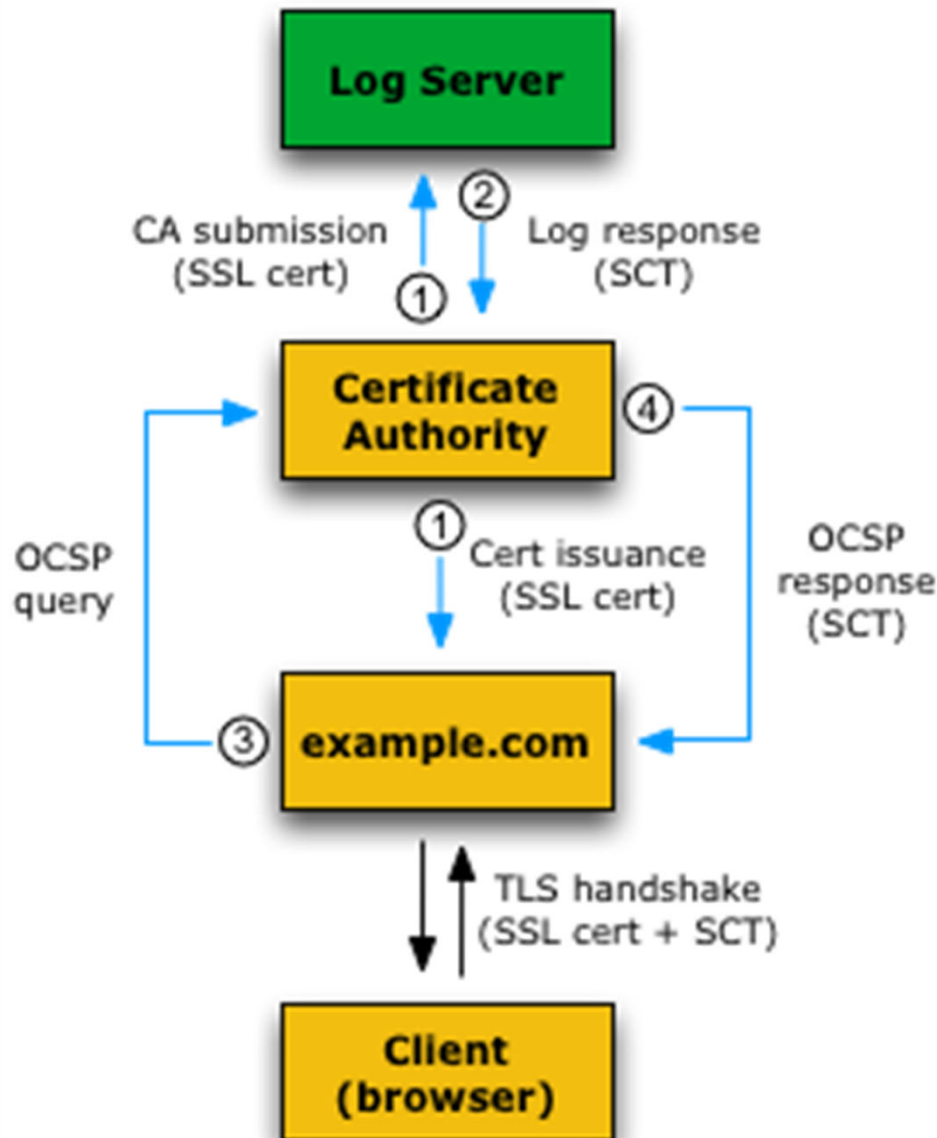 Log Server
CA submission
(SSL cert)
1
2
Log response
(SCT)
Certificate
Authority
4
1
Cert issuance
(SSL cert)
OCSP
query
OCSP
response
(SCT)
3
example.com
TLS handshake
(SSL cert + SCT)
Client
(browser)